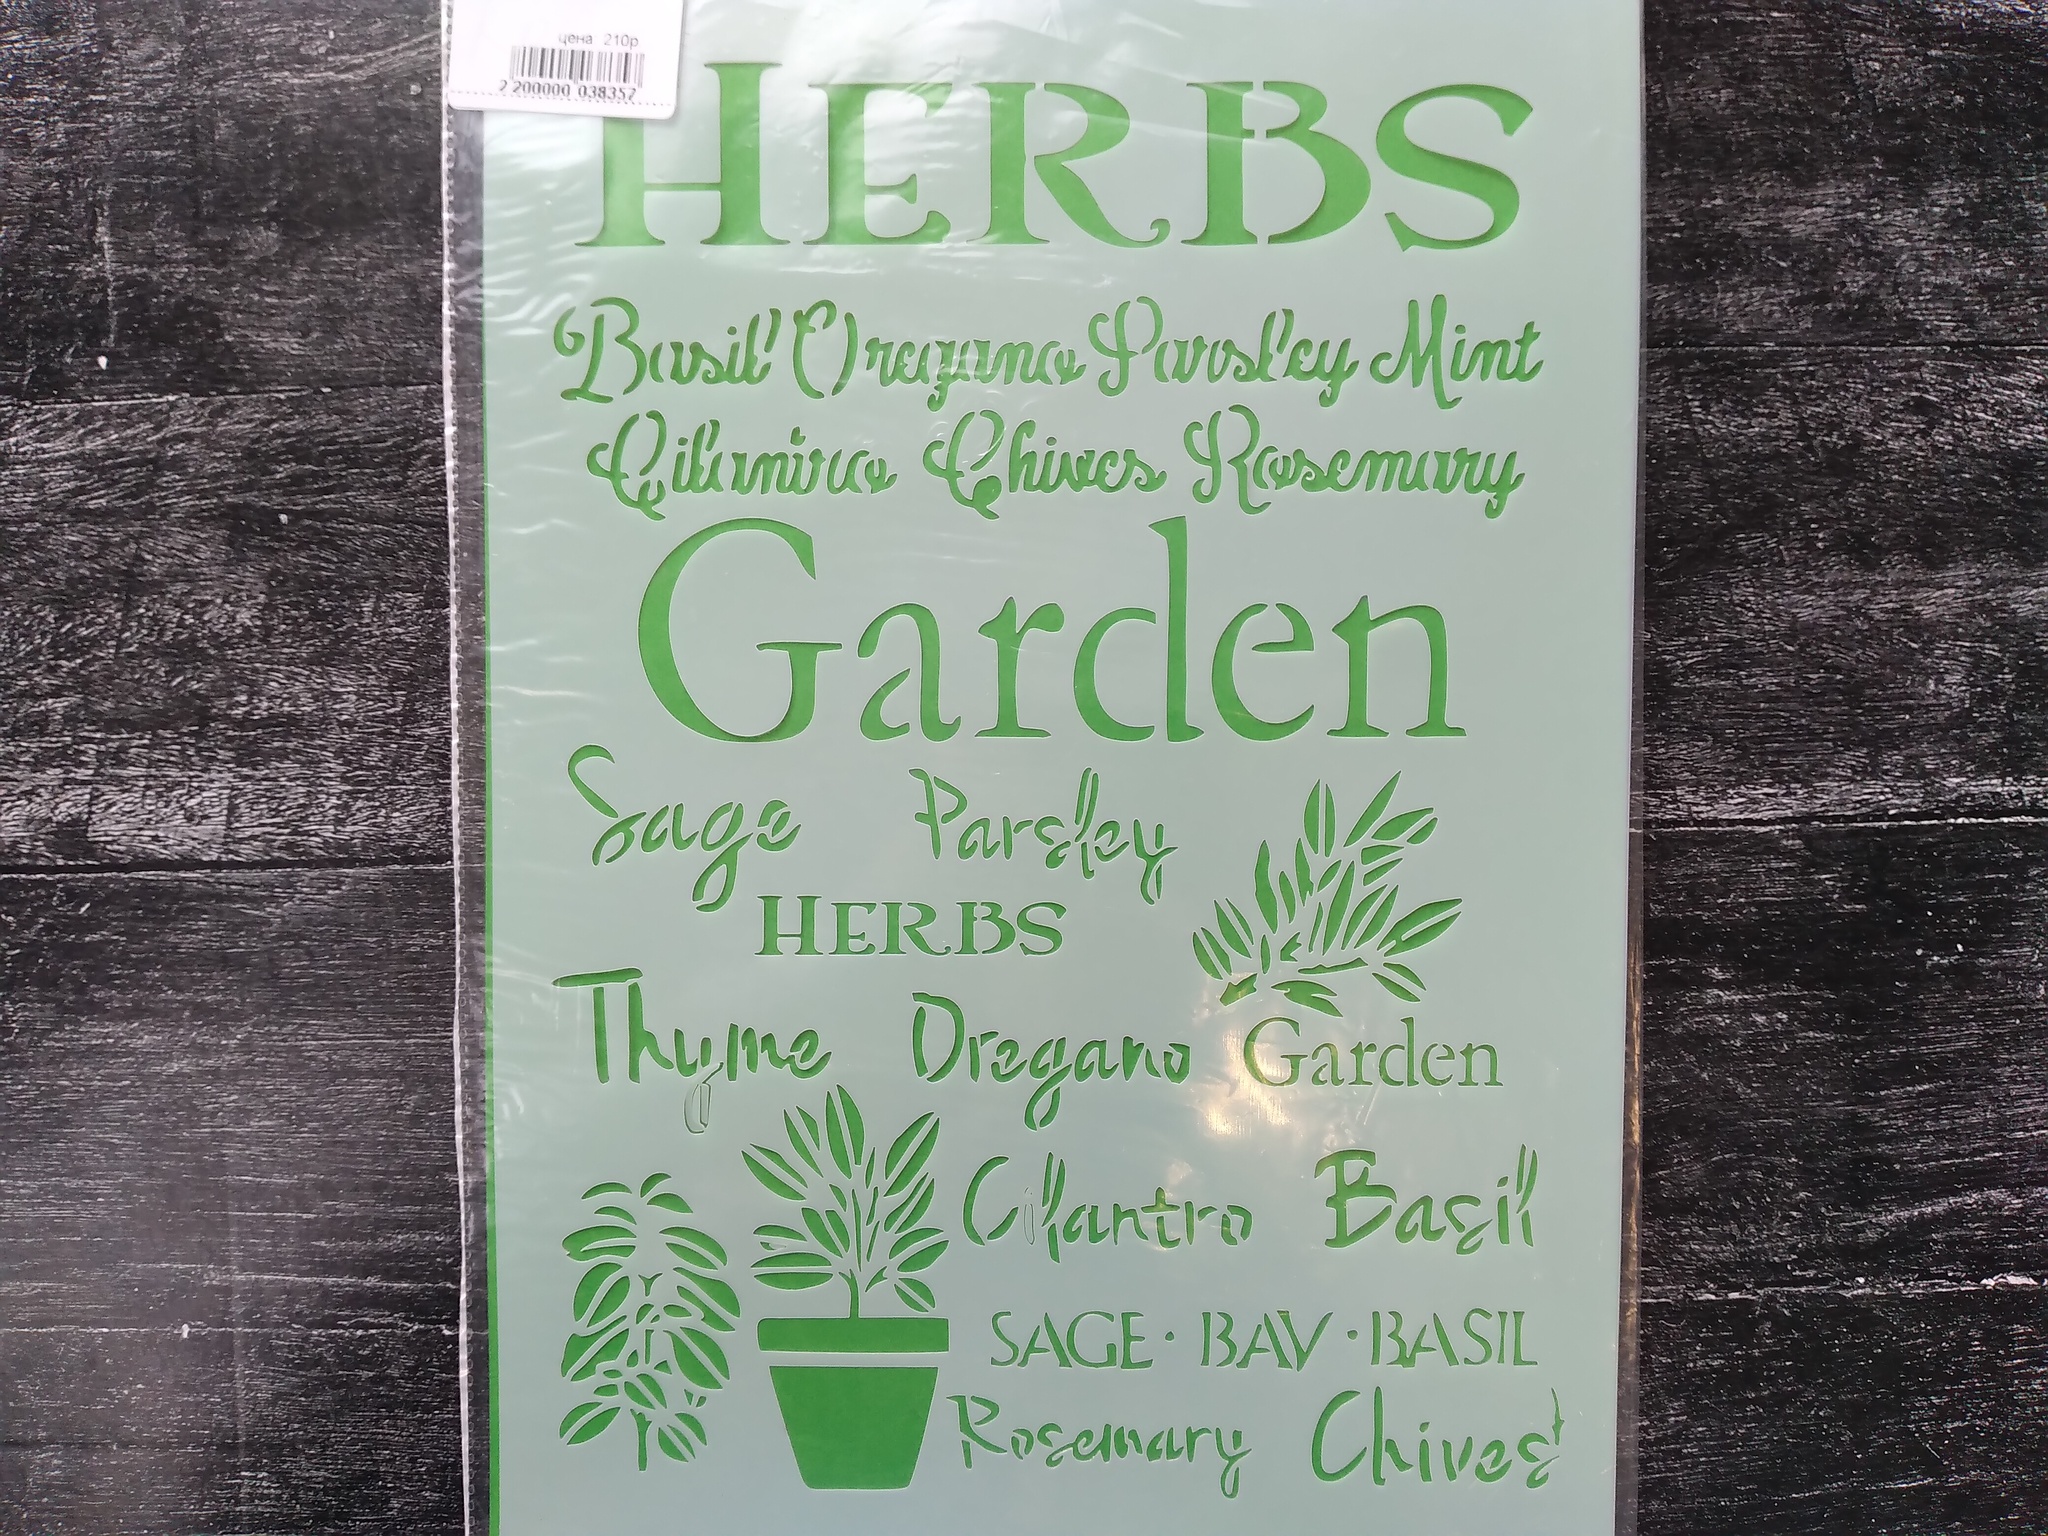 цена 210р
2 200000 038352
HERBS
Basil Oregano Parsley Mint
Cilantro Chives Rosemary
Garden
Sage Parsley
HERBS
Thyme Oregano Garden
Cilantro Basil
SAGE · BAY · BASIL
Rosemary Chives